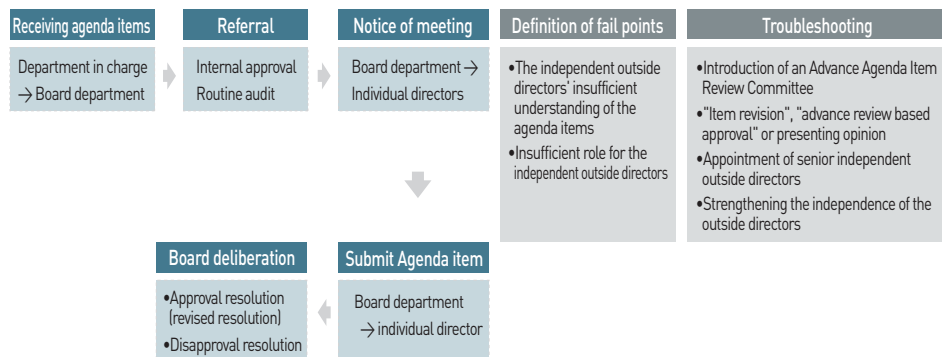 Receiving agenda items
Department in charge
→ Board department
Referral
Internal approval
Routine audit
Notice of meeting
Board department →
Individual directors
Definition of fail points
•The independent outside
directors' insufficient
understanding of the
agenda items
•Insufficient role for the
independent outside directors
Troubleshooting
•Introduction of an Advance Agenda Item
Review Committee
•"Item revision", "advance review based
approval" or presenting opinion
•Appointment of senior independent
outside directors
•Strengthening the independence of the
outside directors
Submit Agenda item
Board department
→ individual director
Board deliberation
•Approval resolution
(revised resolution)
•Disapproval resolution